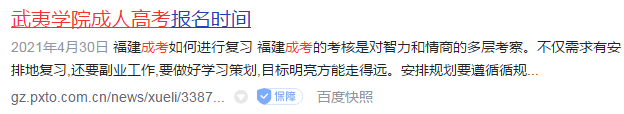 武夷学院成人高考报名时间
2021年4月30日 福建成考如何进行复习 福建成考的考核是对智力和情商的多层考察。不仅需求有安
排地复习,还要副业工作,要做好学习策划,目标明亮方能走得远。安排规划要遵循循规...
gz.pxto.com.cn/news/xueli/3387... 保障 百度快照